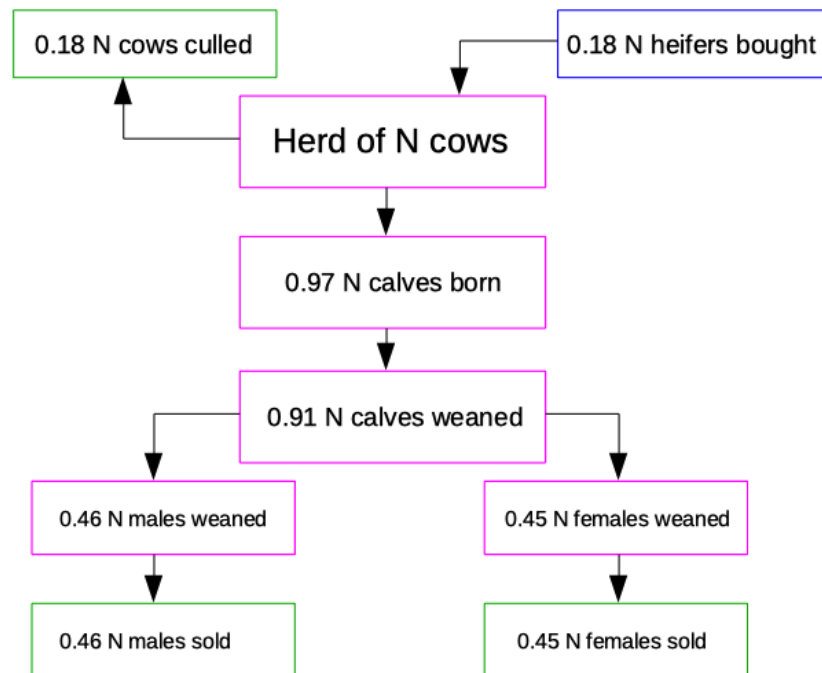 0.18 N cows culled
0.18 N heifers bought
Herd of N cows
0.97 N calves born
0.91 N calves weaned
0.46 N males weaned
0.45 N females weaned
0.46 N males sold
0.45 N females sold